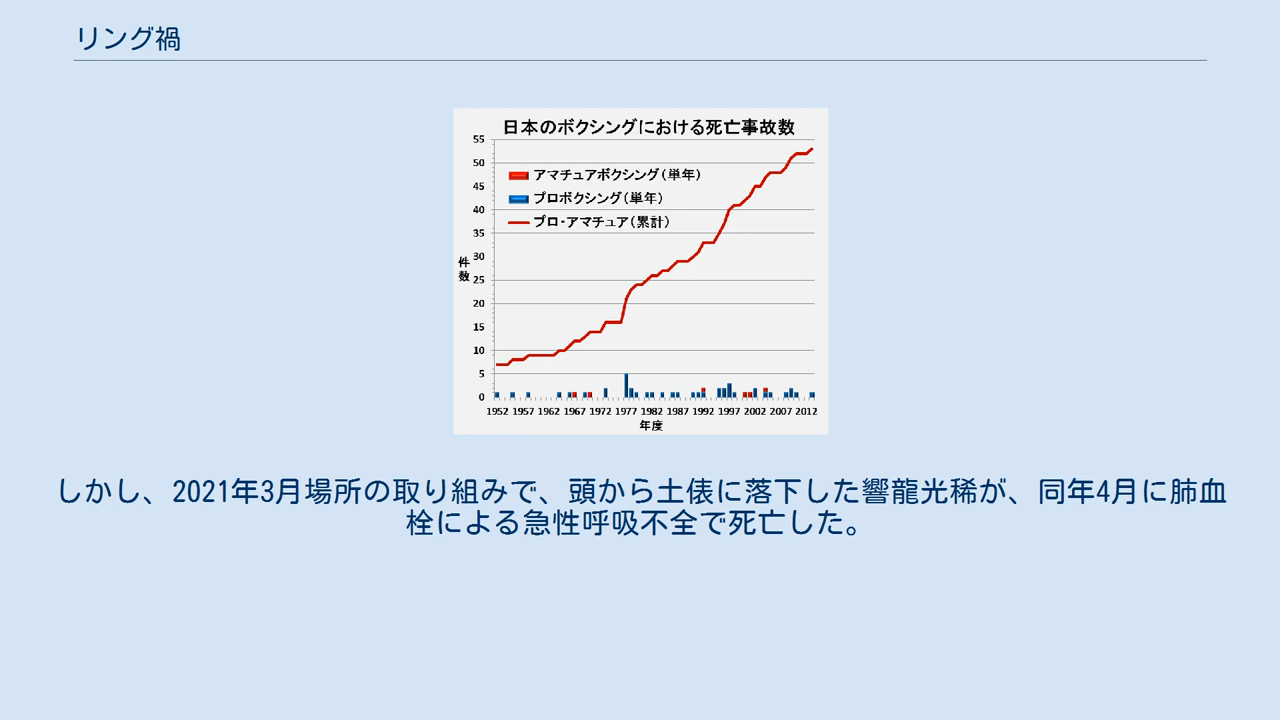 リング禍
日本のボクシングにおける死亡事故数
55
50
45
40
35
30
25
20
15
10
5
0
アマチュアボクシング(単年)
プロボクシング(単年)
プロ・アマチュア(累計)
件数
1952 1957 1962 1967 1972 1977 1982 1987 1992 1997 2002 2007 2012
年度
しかし、2021年3月場所の取り組みで、頭から土俵に落下した響龍光稀が、同年4月に肺血
栓による急性呼吸不全で死亡した。